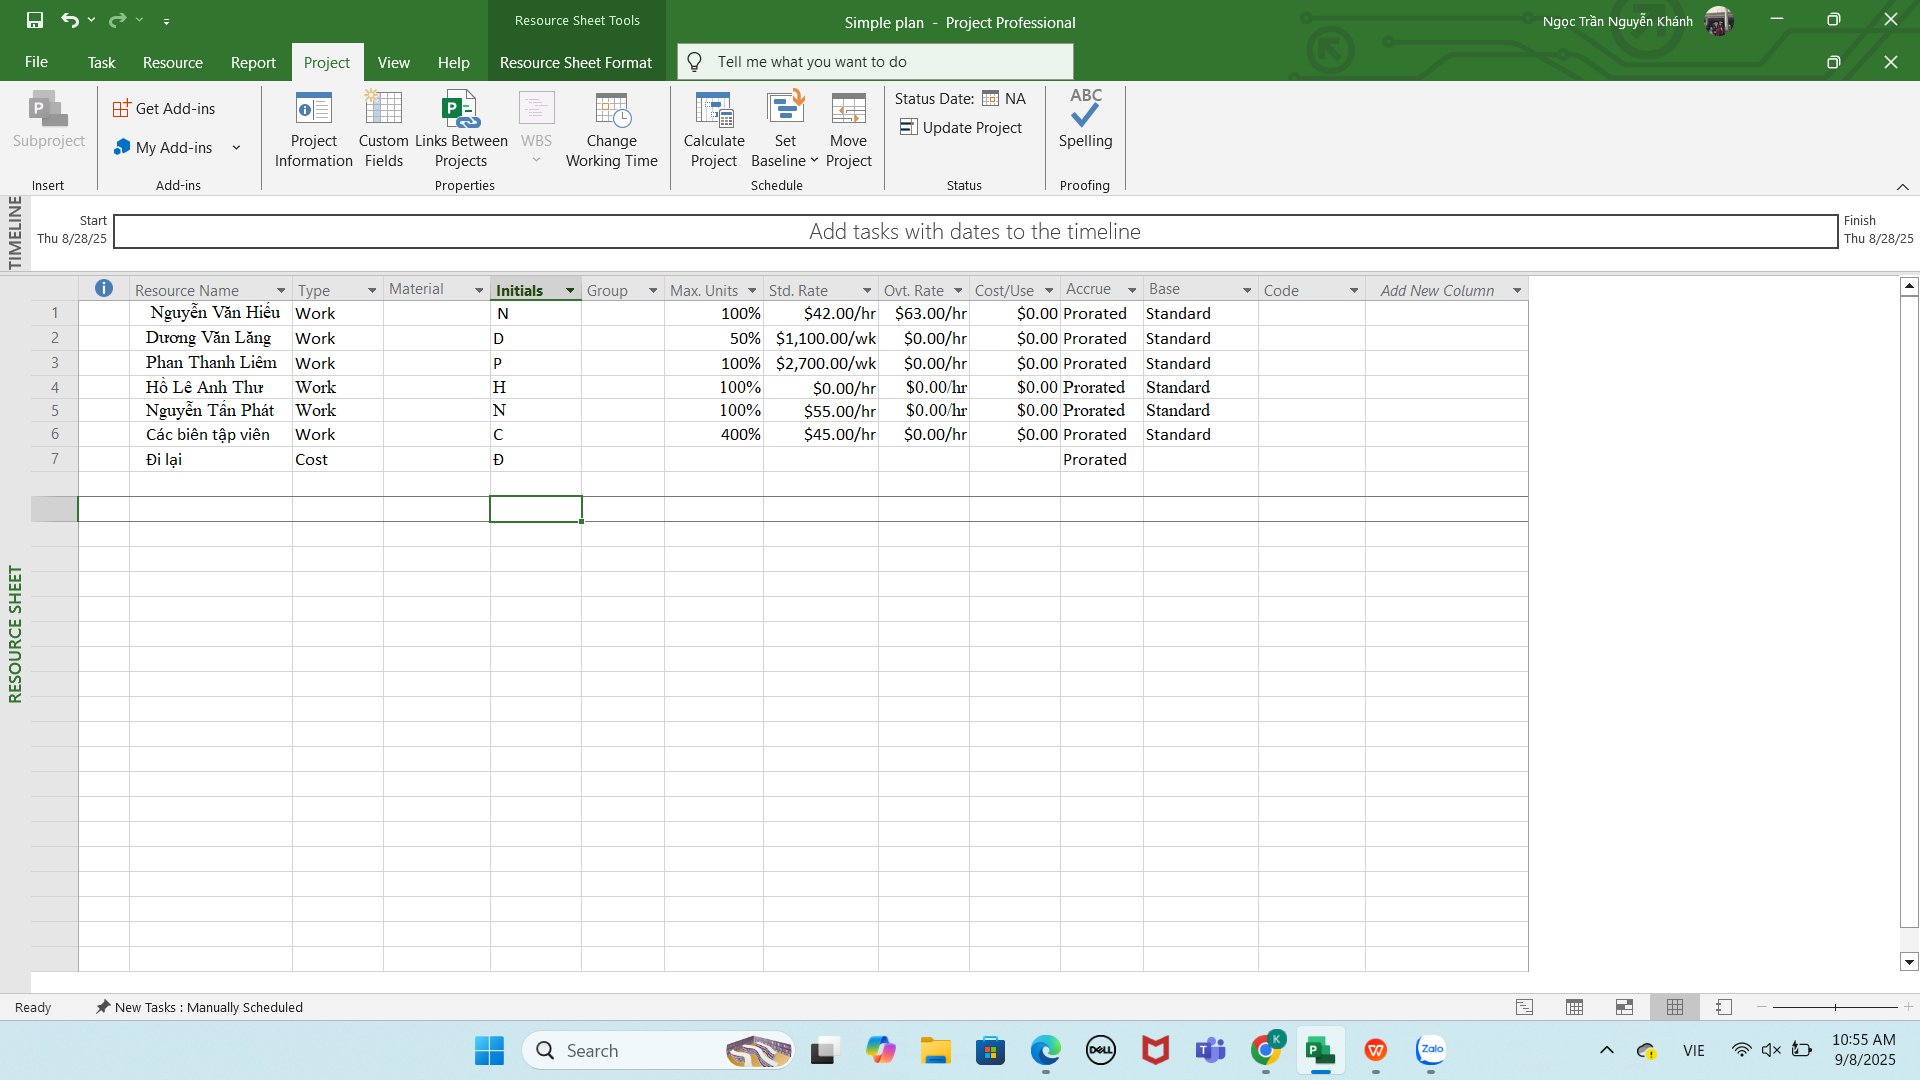 Resource Sheet Tools
Simple plan - Project Professional
Ngọc Trần Nguyễn Khánh
File Task Resource Report Project View Help Resource Sheet Format Tell me what you want to do
Subproject
Insert
Get Add-ins
My Add-ins
Add-ins
Project Information
Custom Fields
Links Between Projects
WBS
Change Working Time
Properties
Calculate Project
Set Baseline
Move Project
Schedule
Status Date: NA
Update Project
Status
ABC
Spelling
Proofing
TIMELINE
Start
Thu 8/28/25
Add tasks with dates to the timeline
Finish
Thu 8/28/25
Resource Name Type Material Initials Group Max. Units Std. Rate Ovt. Rate Cost/Use Accrue Base Code Add New Column
1 Nguyễn Văn Hiếu Work N 100% $42.00/hr $63.00/hr $0.00 Prorated Standard
2 Dương Văn Lăng Work D 50% $1,100.00/wk $0.00/hr $0.00 Prorated Standard
3 Phan Thanh Liêm Work P 100% $2,700.00/wk $0.00/hr $0.00 Prorated Standard
4 Hồ Lê Anh Thư Work H 100% $0.00/hr $0.00/hr $0.00 Prorated Standard
5 Nguyễn Tấn Phát Work N 100% $55.00/hr $0.00/hr $0.00 Prorated Standard
6 Các biên tập viên Work C 400% $45.00/hr $0.00/hr $0.00 Prorated Standard
7 Đi lại Cost Đ Prorated
RESOURCE SHEET
Ready New Tasks : Manually Scheduled
Search
DELL
K
Zalo
VIE
10:55 AM
9/8/2025